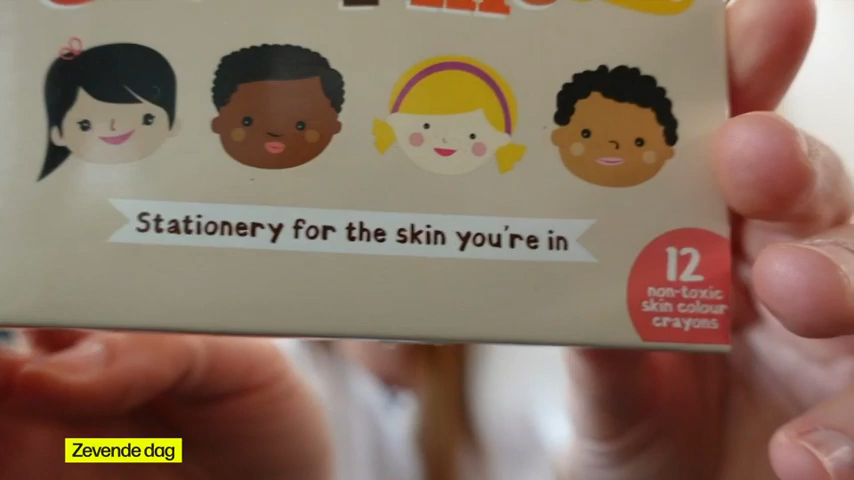 Stationery for the skin you're in
12
non-toxic
skin colour
crayons
Zevende dag